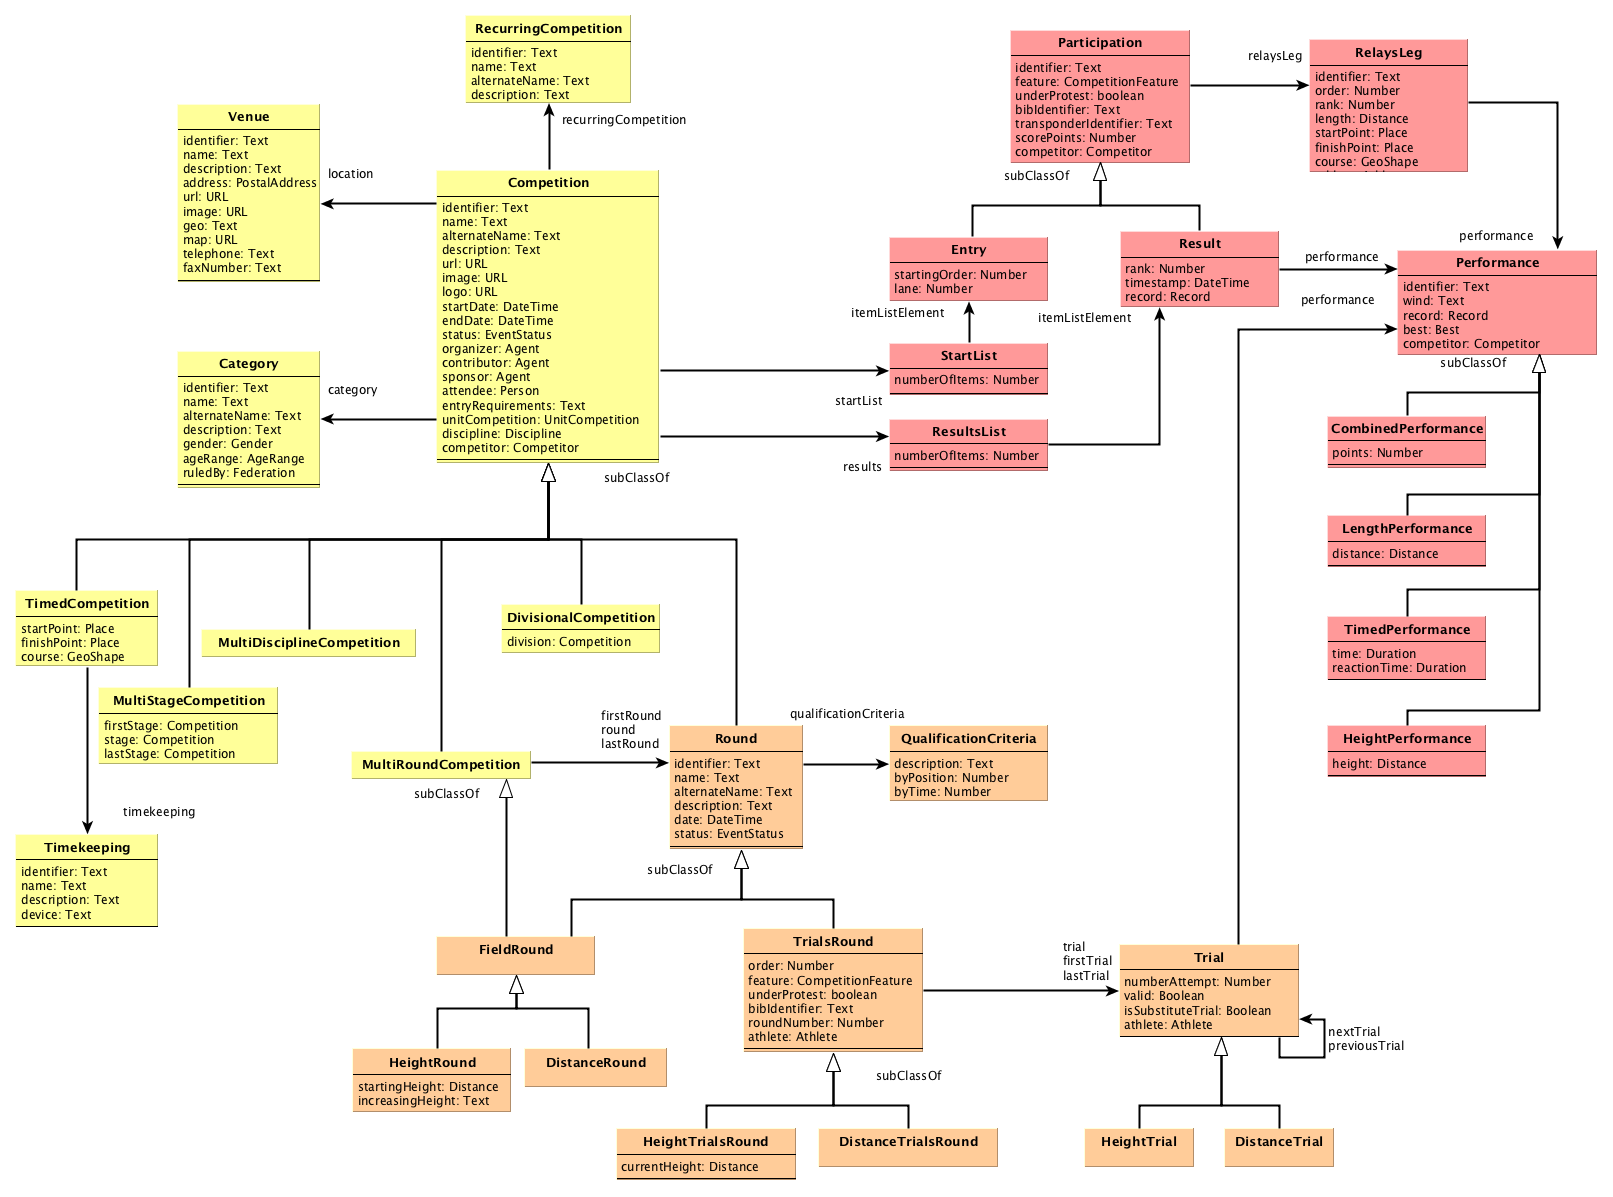 RecurringCompetition
identifier: Text
name: Text
alternateName: Text
description: Text
recurringCompetition
Venue
identifier: Text
name: Text
description: Text
address: PostalAddress
url: URL
image: URL
geo: Text
map: URL
telephone: Text
faxNumber: Text
location
Category
identifier: Text
name: Text
alternateName: Text
description: Text
gender: Gender
ageRange: AgeRange
ruledBy: Federation
category
Competition
identifier: Text
name: Text
alternateName: Text
description: Text
url: URL
image: URL
logo: URL
startDate: DateTime
endDate: DateTime
status: EventStatus
organizer: Agent
contributor: Agent
sponsor: Agent
attendee: Person
entryRequirements: Text
unitCompetition: UnitCompetition
discipline: Discipline
competitor: Competitor
subClassOf
Participation
identifier: Text
feature: CompetitionFeature
underProtest: boolean
bibIdentifier: Text
transponderIdentifier: Text
scorePoints: Number
competitor: Competitor
subClassOf
relaysLeg
RelaysLeg
identifier: Text
order: Number
rank: Number
length: Distance
startPoint: Place
finishPoint: Place
course: GeoShape
performance
Entry
startingOrder: Number
lane: Number
itemListElement
Result
rank: Number
timestamp: DateTime
record: Record
itemListElement
performance
performance
Performance
identifier: Text
wind: Text
record: Record
best: Best
competitor: Competitor
subClassOf
StartList
numberOfItems: Number
startList
ResultsList
numberOfItems: Number
results
CombinedPerformance
points: Number
LengthPerformance
distance: Distance
TimedPerformance
time: Duration
reactionTime: Duration
HeightPerformance
height: Distance
TimedCompetition
startPoint: Place
finishPoint: Place
course: GeoShape
MultiDisciplineCompetition
DivisionalCompetition
division: Competition
MultiStageCompetition
firstStage: Competition
stage: Competition
lastStage: Competition
MultiRoundCompetition
subClassOf
firstRound
round
lastRound
Round
identifier: Text
name: Text
alternateName: Text
description: Text
date: DateTime
status: EventStatus
subClassOf
qualificationCriteria
QualificationCriteria
description: Text
byPosition: Number
byTime: Number
timekeeping
Timekeeping
identifier: Text
name: Text
description: Text
device: Text
FieldRound
TrialsRound
order: Number
feature: CompetitionFeature
underProtest: boolean
bibIdentifier: Text
roundNumber: Number
athlete: Athlete
subClassOf
trial
firstTrial
lastTrial
Trial
numberAttempt: Number
valid: Boolean
isSubstituteTrial: Boolean
athlete: Athlete
nextTrial
previousTrial
HeightRound
startingHeight: Distance
increasingHeight: Text
DistanceRound
HeightTrialsRound
currentHeight: Distance
DistanceTrialsRound
HeightTrial
DistanceTrial